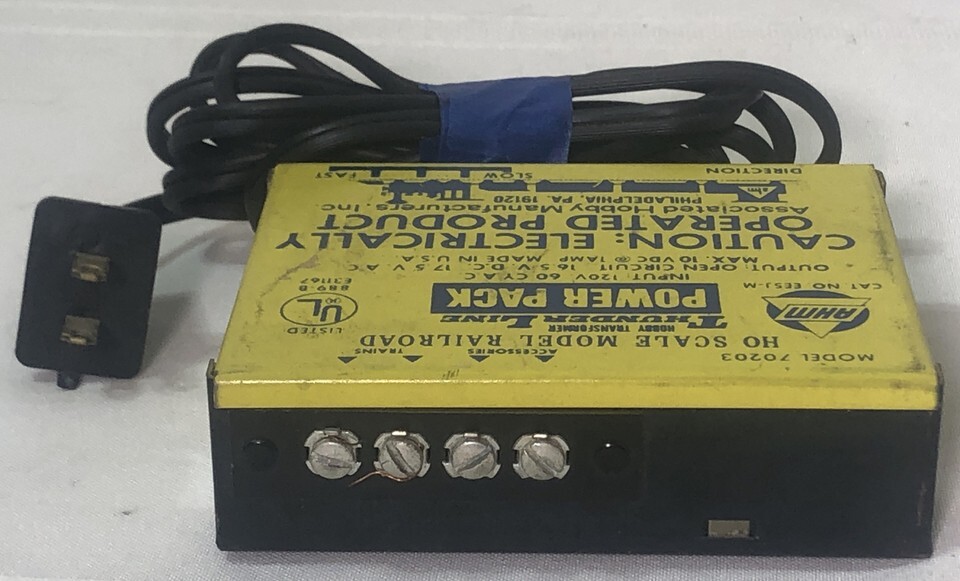 MODEL 70203
HO SCALE MODEL RAILROAD
ACCESSORIES
TRAINS
AHM
CAT NO EESJ-M
HOBBY TRANSFORMER
THUNDER LINE
POWER PACK
LISTED
UL
889-D
E31167
INPUT: 120V 60 CY A.C
OUTPUT: OPEN CIRCUIT 16.5 V. D.C. 17.5 V. A.C
MAX. 10 VDC @ 1AMP MADE IN U.S.A.
CAUTION: ELECTRICALLY
OPERATED PRODUCT
Associated Hobby Manufacturers, Inc
PHILADELPHIA, PA 19120
ahm
DIRECTION
SLOW
FAST